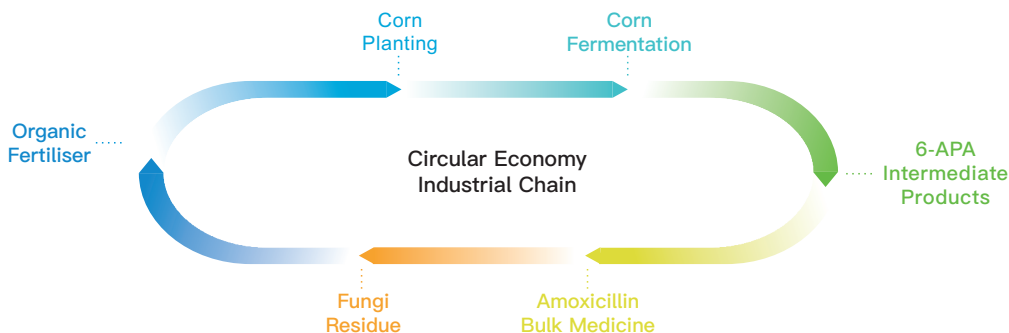 Corn
Planting
Corn
Fermentation
Organic
Fertiliser
Circular Economy
Industrial Chain
6-APA
Intermediate
Products
Fungi
Residue
Amoxicillin
Bulk Medicine